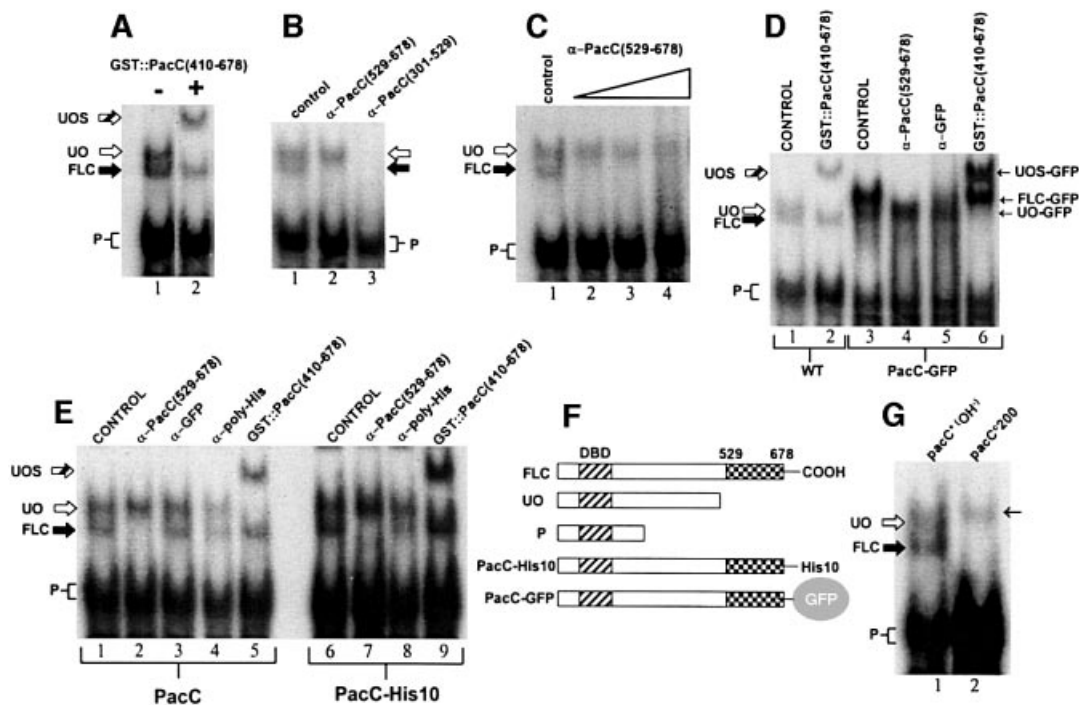 A
GST::PacC(410-678)
- +
UOS
UO
FLC
P
1 2
B
control
α-PacC(529-678)
α-PacC(301-529)
P
1 2 3
C
control
α-PacC(529-678)
UO
FLC
P
1 2 3 4
D
CONTROL
GST::PacC(410-678)
CONTROL
α-PacC(529-678)
α-GFP
GST::PacC(410-678)
UOS
UO
FLC
P
UOS-GFP
FLC-GFP
UO-GFP
1 2 3 4 5 6
WT PacC-GFP
E
CONTROL
α-PacC(529-678)
α-GFP
α-poly-His
GST::PacC(410-678)
CONTROL
α-PacC(529-678)
α-poly-His
GST::PacC(410-678)
UOS
UO
FLC
P
1 2 3 4 5 6 7 8 9
PacC PacC-His10
F
DBD 529 678
FLC COOH
UO
P
PacC-His10 His10
PacC-GFP GFP
G
pacC+(OH-)
pacCc200
UO
FLC
P
1 2